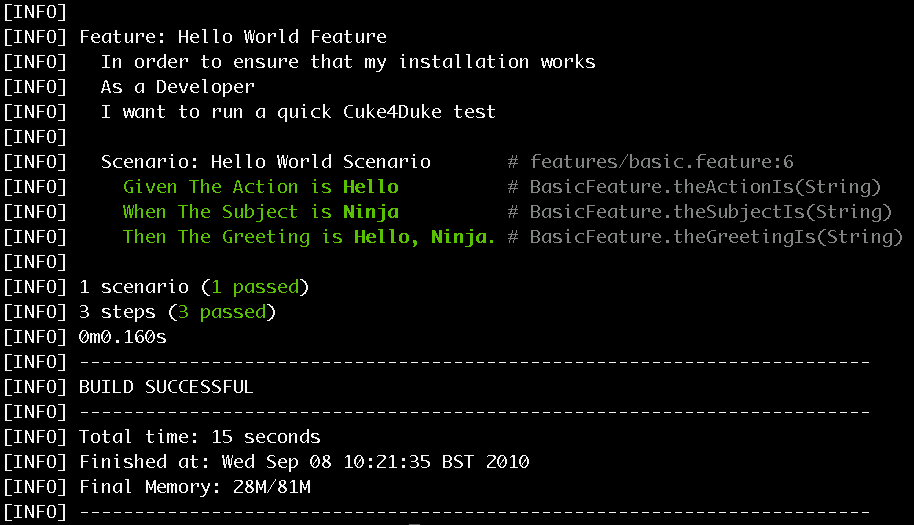 [INFO]
[INFO] Feature: Hello World Feature
[INFO]   In order to ensure that my installation works
[INFO]   As a Developer
[INFO]   I want to run a quick Cuke4Duke test
[INFO]
[INFO]   Scenario: Hello World Scenario       # features/basic.feature:6
[INFO]     Given The Action is Hello          # BasicFeature.theActionIs(String)
[INFO]     When The Subject is Ninja          # BasicFeature.theSubjectIs(String)
[INFO]     Then The Greeting is Hello, Ninja. # BasicFeature.theGreetingIs(String)
[INFO]
[INFO] 1 scenario (1 passed)
[INFO] 3 steps (3 passed)
[INFO] 0m0.160s
[INFO] ------------------------------------------------------------------------
[INFO] BUILD SUCCESSFUL
[INFO] ------------------------------------------------------------------------
[INFO] Total time: 15 seconds
[INFO] Finished at: Wed Sep 08 10:21:35 BST 2010
[INFO] Final Memory: 28M/81M
[INFO] ------------------------------------------------------------------------